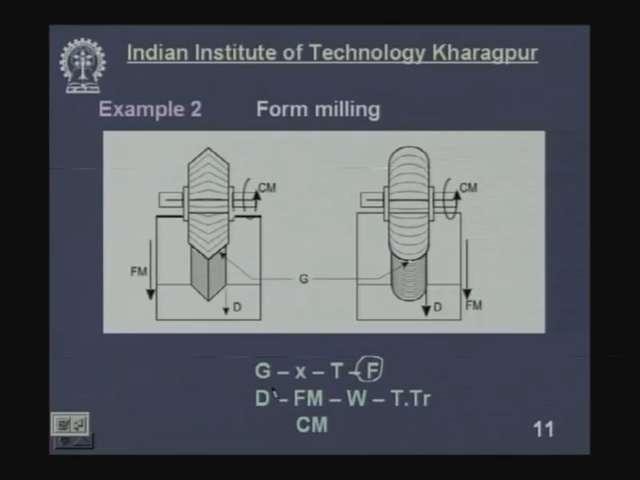 Indian Institute of Technology Kharagpur
Example 2 Form milling
CM CM
FM G
D D FM
G – x – T – F
D – FM – W – T.Tr
CM
11